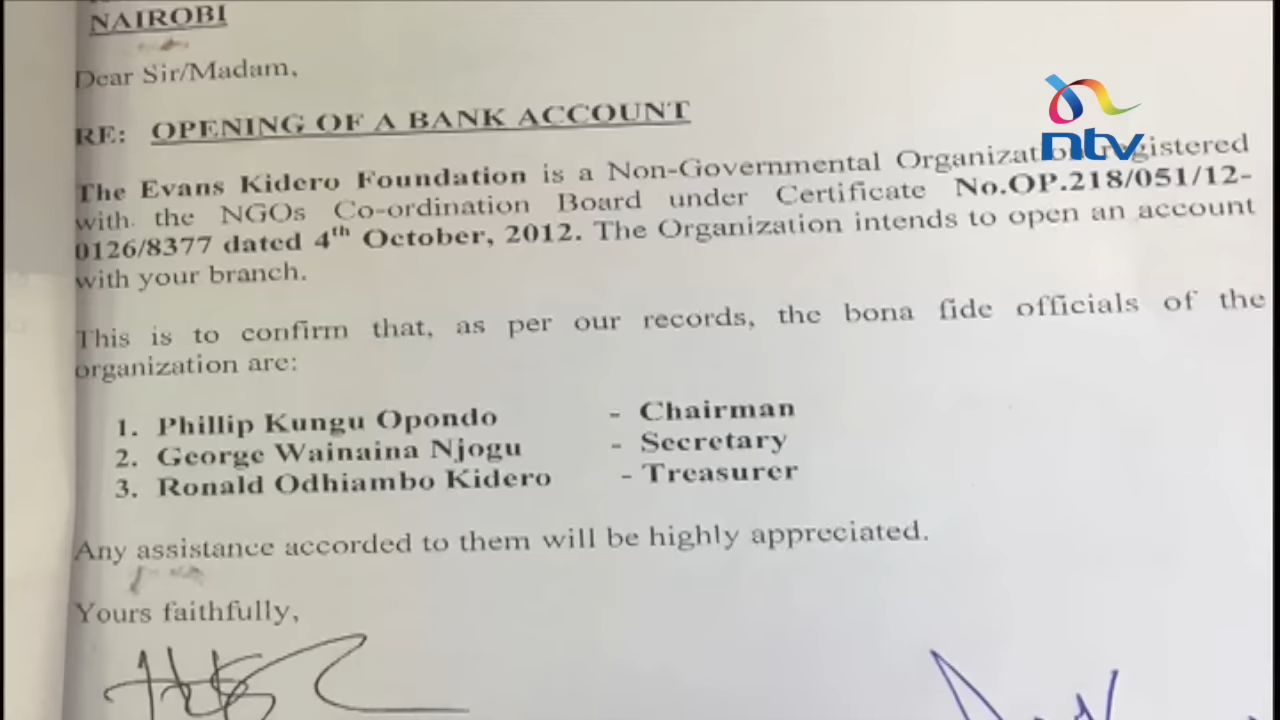 NAIROBI
Dear Sir/Madam,
RE: OPENING OF A BANK ACCOUNT
ntv
The Evans Kidero Foundation is a Non-Governmental Organization registered
with the NGOs Co-ordination Board under Certificate No.OP.218/051/12-
0126/8377 dated 4th October, 2012. The Organization intends to open an account
with your branch.
This is to confirm that, as per our records, the bona fide officials of the
organization are:
1. Phillip Kungu Opondo - Chairman
2. George Wainaina Njogu - Secretary
3. Ronald Odhiambo Kidero - Treasurer
Any assistance accorded to them will be highly appreciated.
Yours faithfully,